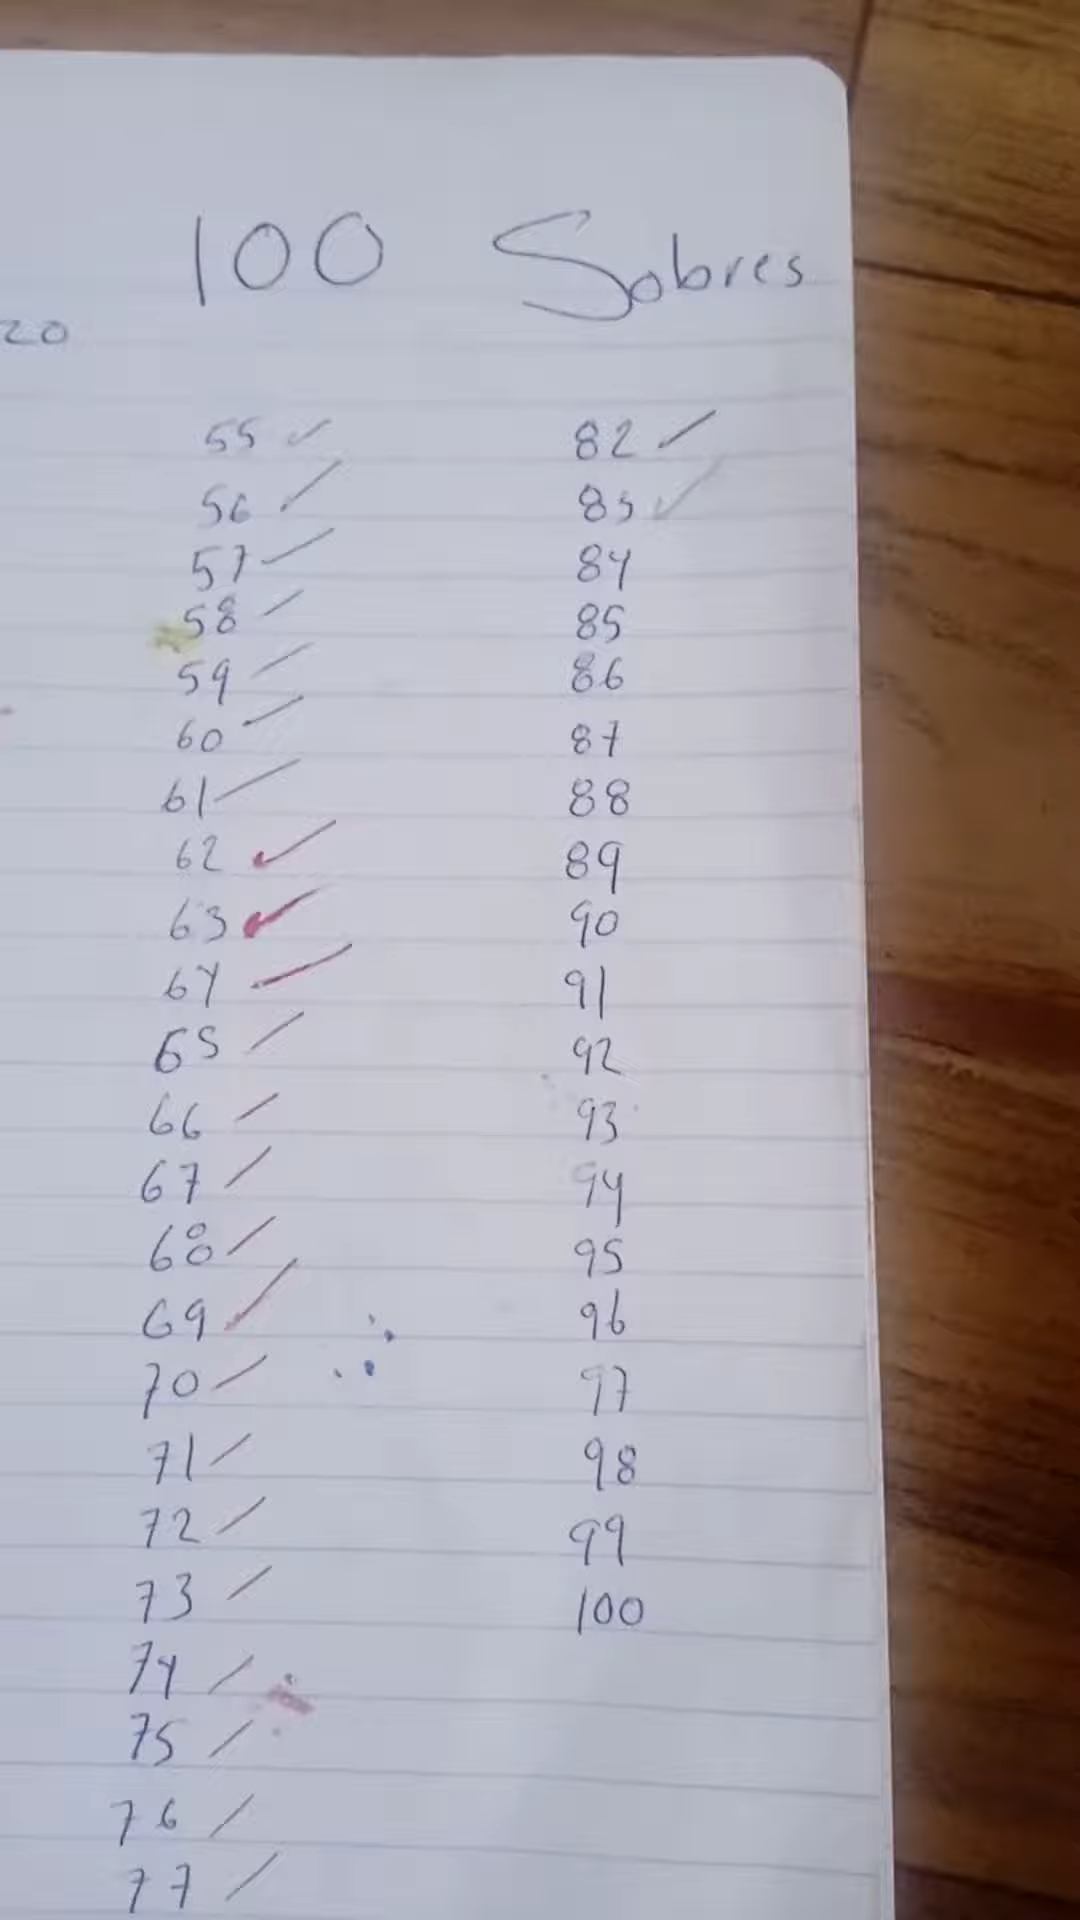 100 Sobres
20
55 ✓ 82 ✓
56 ✓ 83 ✓
57 ✓ 84
58 ✓ 85
59 ✓ 86
60 ✓ 87
61 ✓ 88
62 ✓ 89
63 ✓ 90
64 ✓ 91
65 ✓ 92
66 ✓ 93
67 ✓ 94
68 ✓ 95
69 ✓ 96
70 ✓ 97
71 ✓ 98
72 ✓ 99
73 ✓ 100
74 ✓
75 ✓
76 ✓
77 ✓